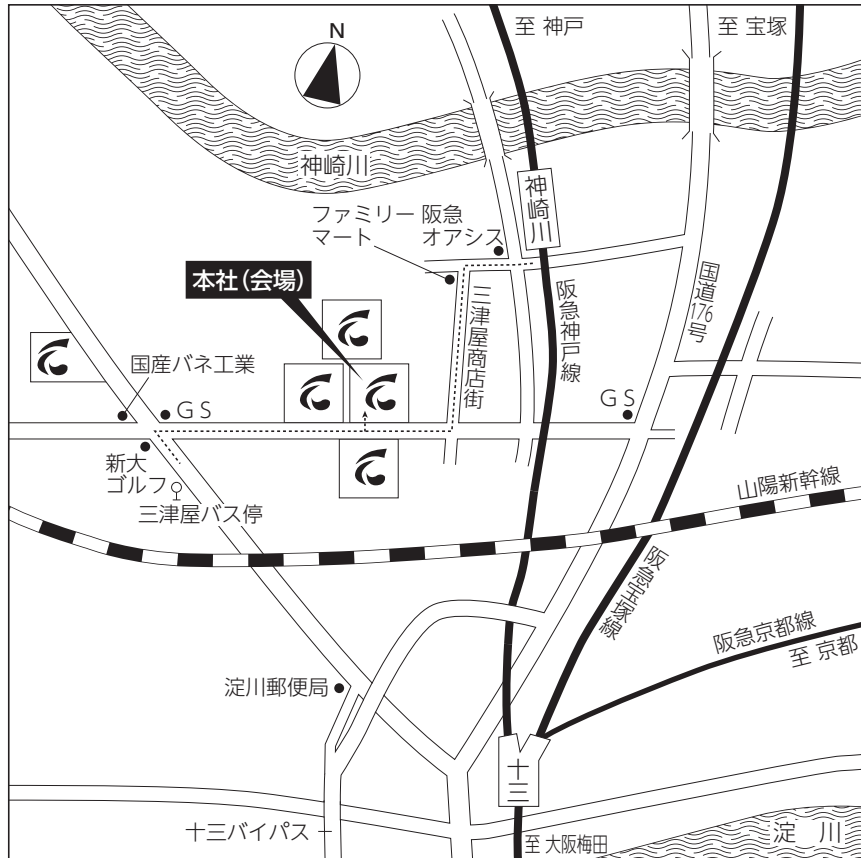 N
至 神戸
至 宝塚
神崎川
神崎川
ファミリー
マート
阪急
オアシス
本社(会場)
三津屋商店街
阪急神戸線
国道176号
国産バネ工業
GS
GS
新大
ゴルフ
三津屋バス停
山陽新幹線
阪急宝塚線
阪急京都線
至 京都
淀川郵便局
十三
十三バイパス
至 大阪梅田
淀 川